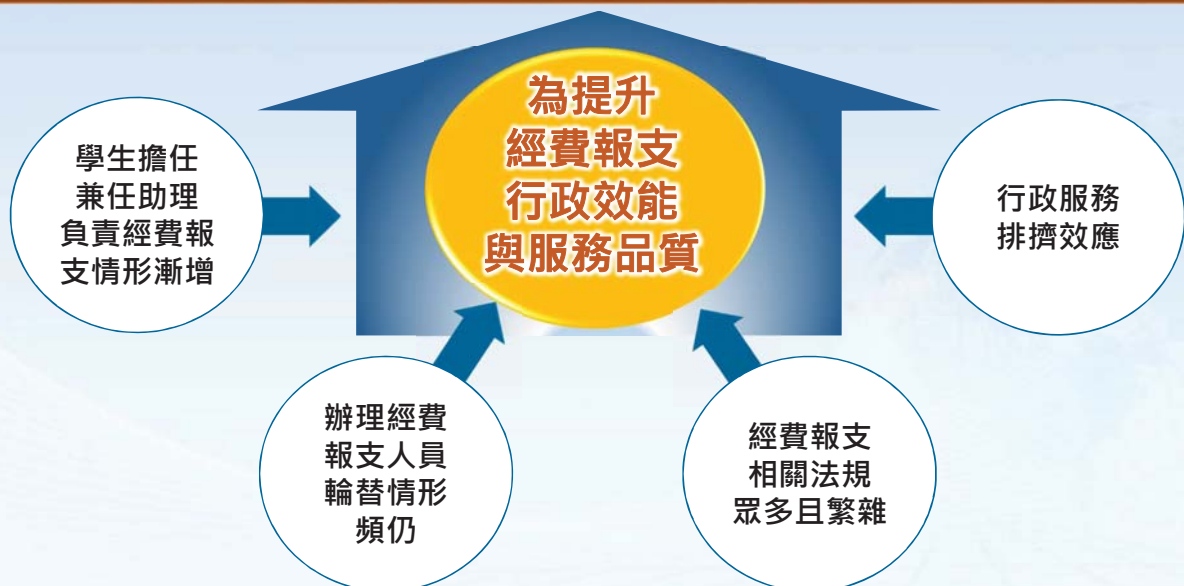 為提升
經費報支
行政效能
與服務品質
學生擔任
兼任助理
負責經費報
支情形漸增
行政服務
排擠效應
辦理經費
報支人員
輪替情形
頻仍
經費報支
相關法規
眾多且繁雜